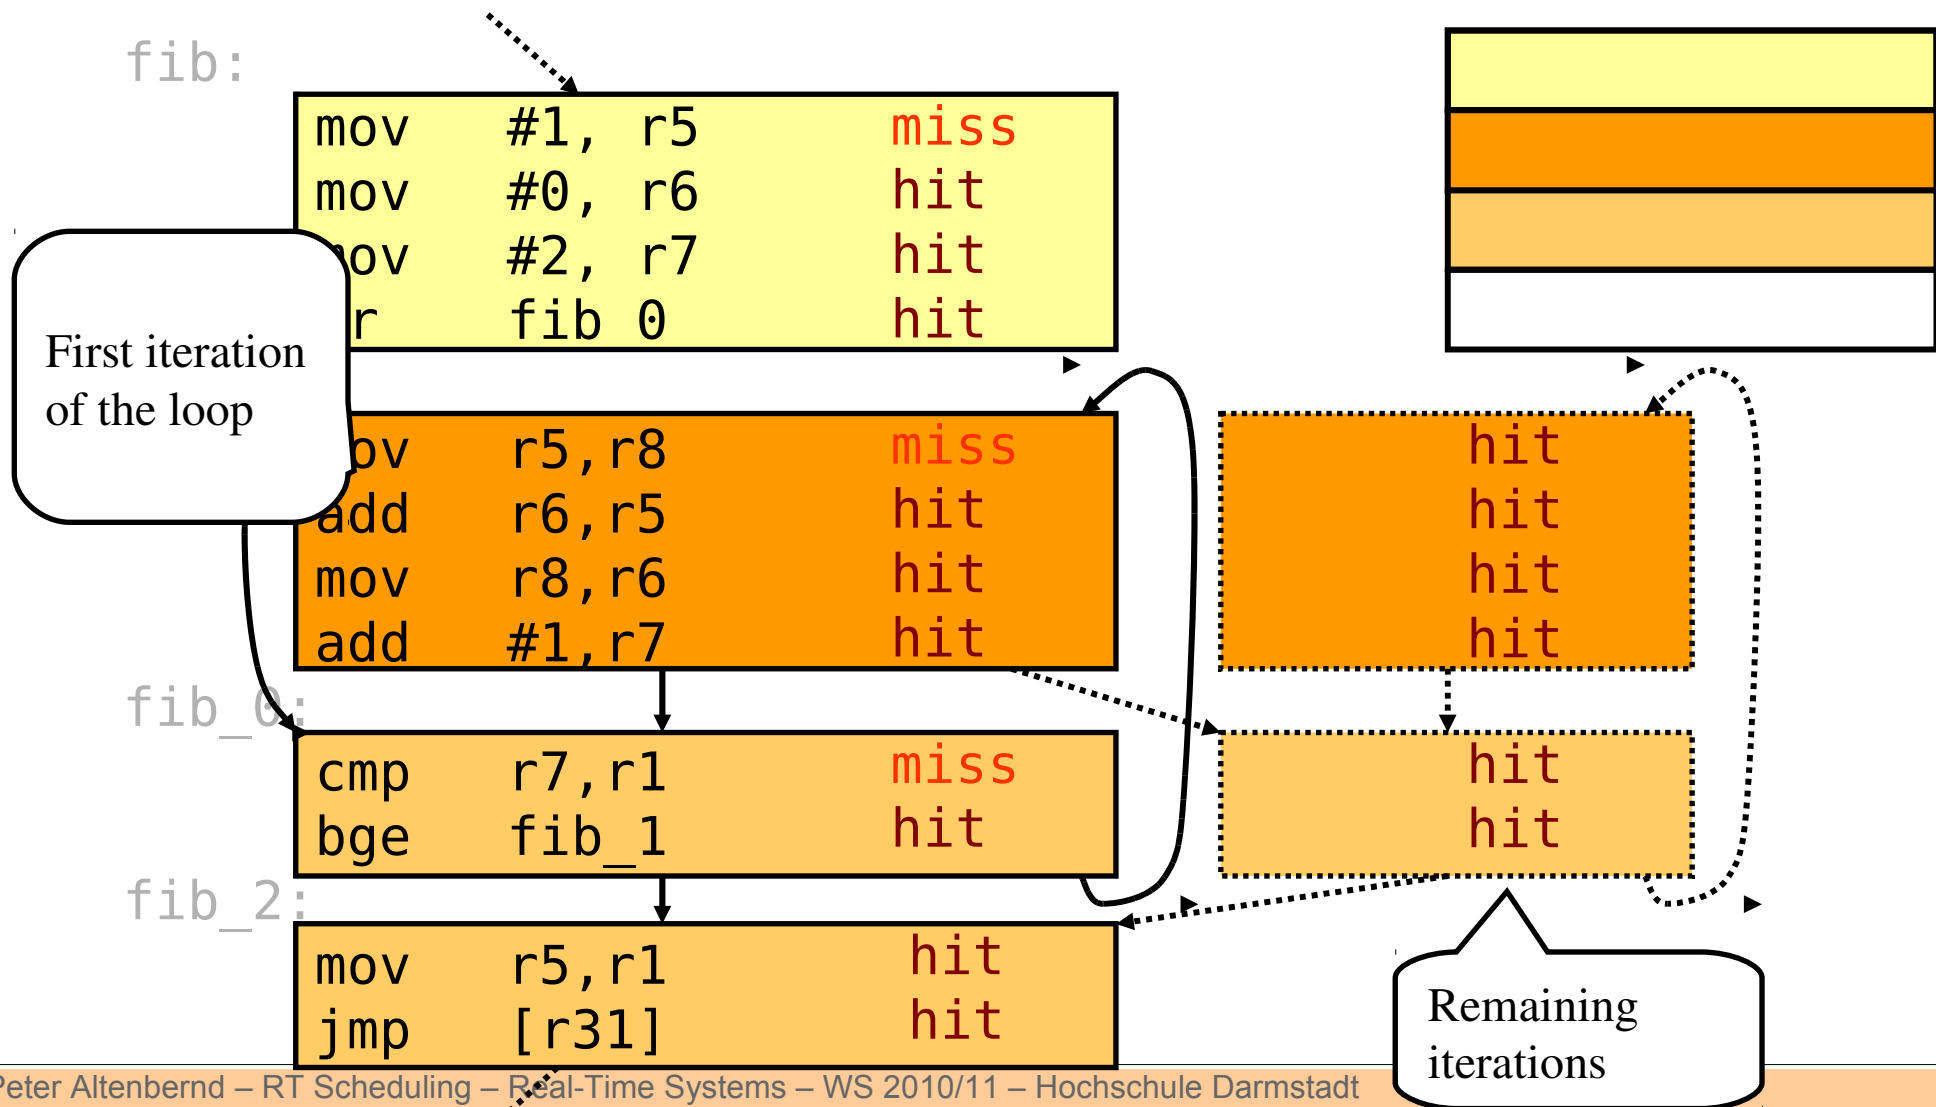 fib:
mov #1, r5 miss
mov #0, r6 hit
ov #2, r7 hit
r fib 0 hit
First iteration
of the loop
ov r5,r8 miss hit
add r6,r5 hit hit
mov r8,r6 hit hit
add #1,r7 hit hit
fib_0:
cmp r7,r1 miss hit
bge fib_1 hit hit
fib_2:
mov r5,r1 hit
jmp [r31] hit
Remaining
iterations
Peter Altenbernd – RT Scheduling – Real-Time Systems – WS 2010/11 – Hochschule Darmstadt